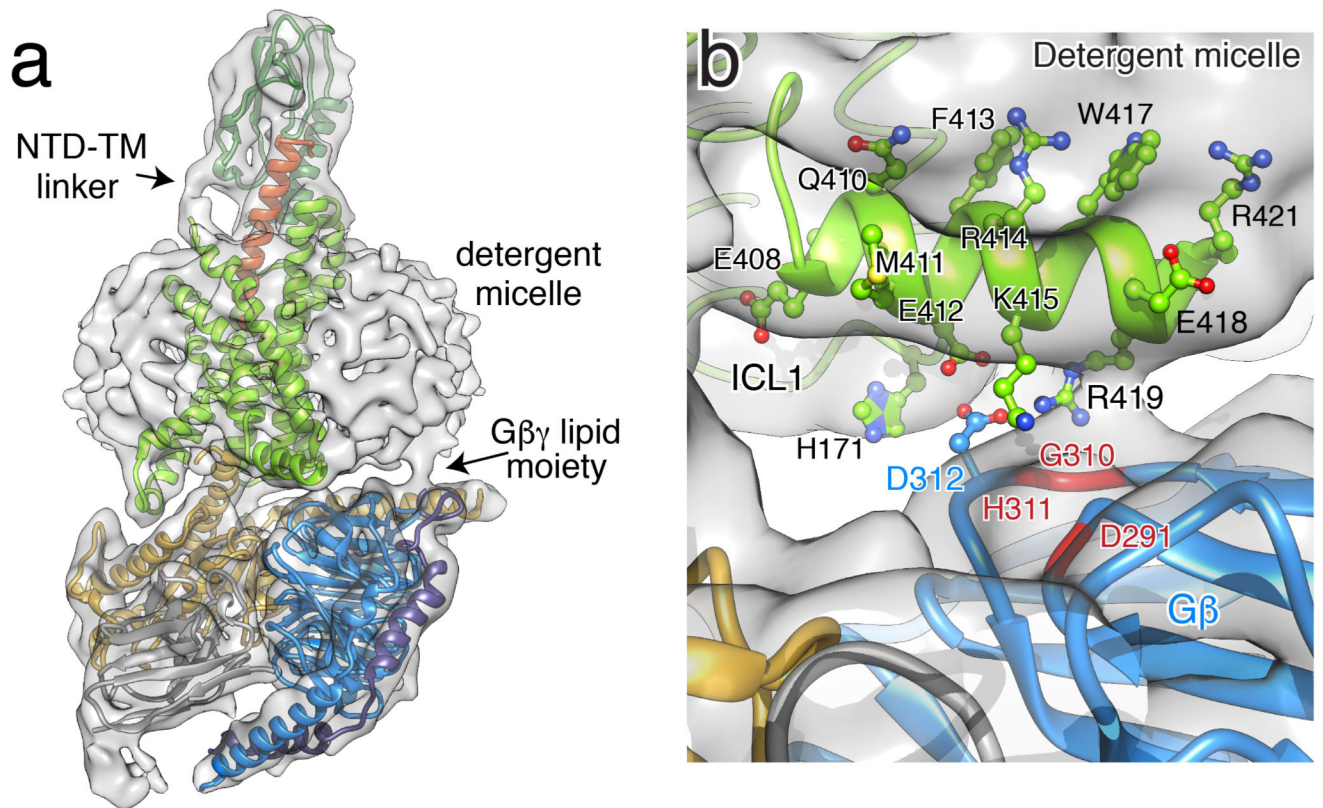 a
NTD-TM
linker
detergent
micelle
Gβγ lipid
moiety
b
Detergent micelle
F413
W417
Q410
R421
R414
E408
M411
K415
E412
E418
ICL1
R419
H171
G310
D312
H311
D291
Gβ